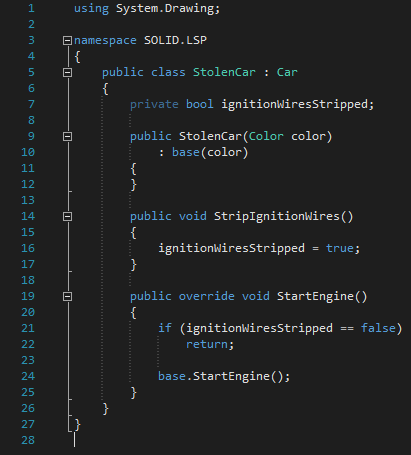 1 using System.Drawing;
2
3 namespace SOLID.LSP
4 {
5     public class StolenCar : Car
6     {
7         private bool ignitionWiresStripped;
8
9         public StolenCar(Color color)
10             : base(color)
11         {
12         }
13
14         public void StripIgnitionWires()
15         {
16             ignitionWiresStripped = true;
17         }
18
19         public override void StartEngine()
20         {
21             if (ignitionWiresStripped == false)
22                 return;
23
24             base.StartEngine();
25         }
26     }
27 }
28